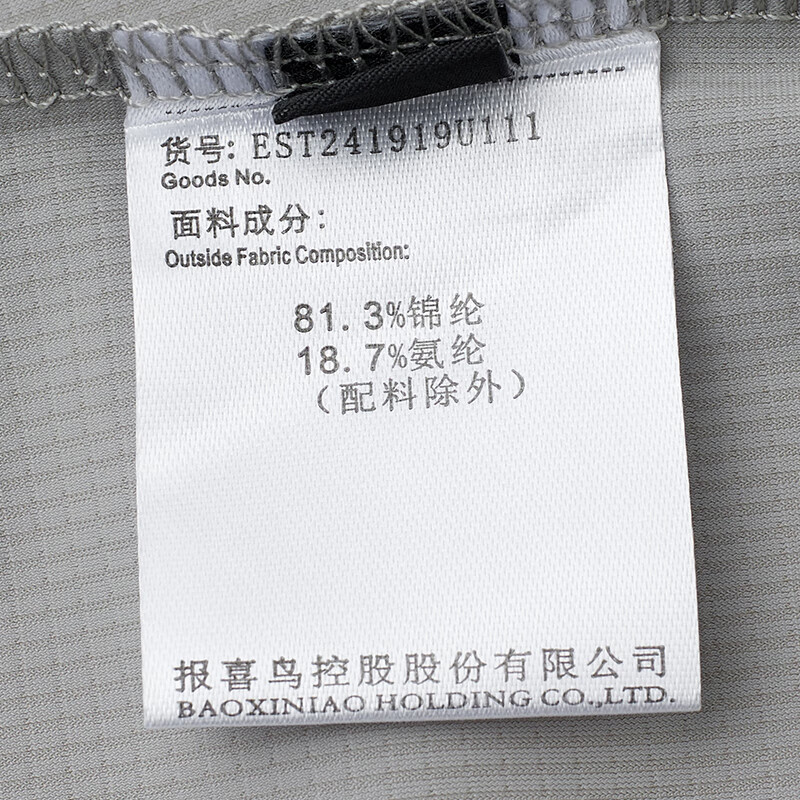 货号: EST241919U111
Goods No.
面料成分:
Outside Fabric Composition:
81.3%锦纶
18.7%氨纶
(配料除外)
报喜鸟控股股份有限公司
BAOXINIAO HOLDING CO.,LTD.